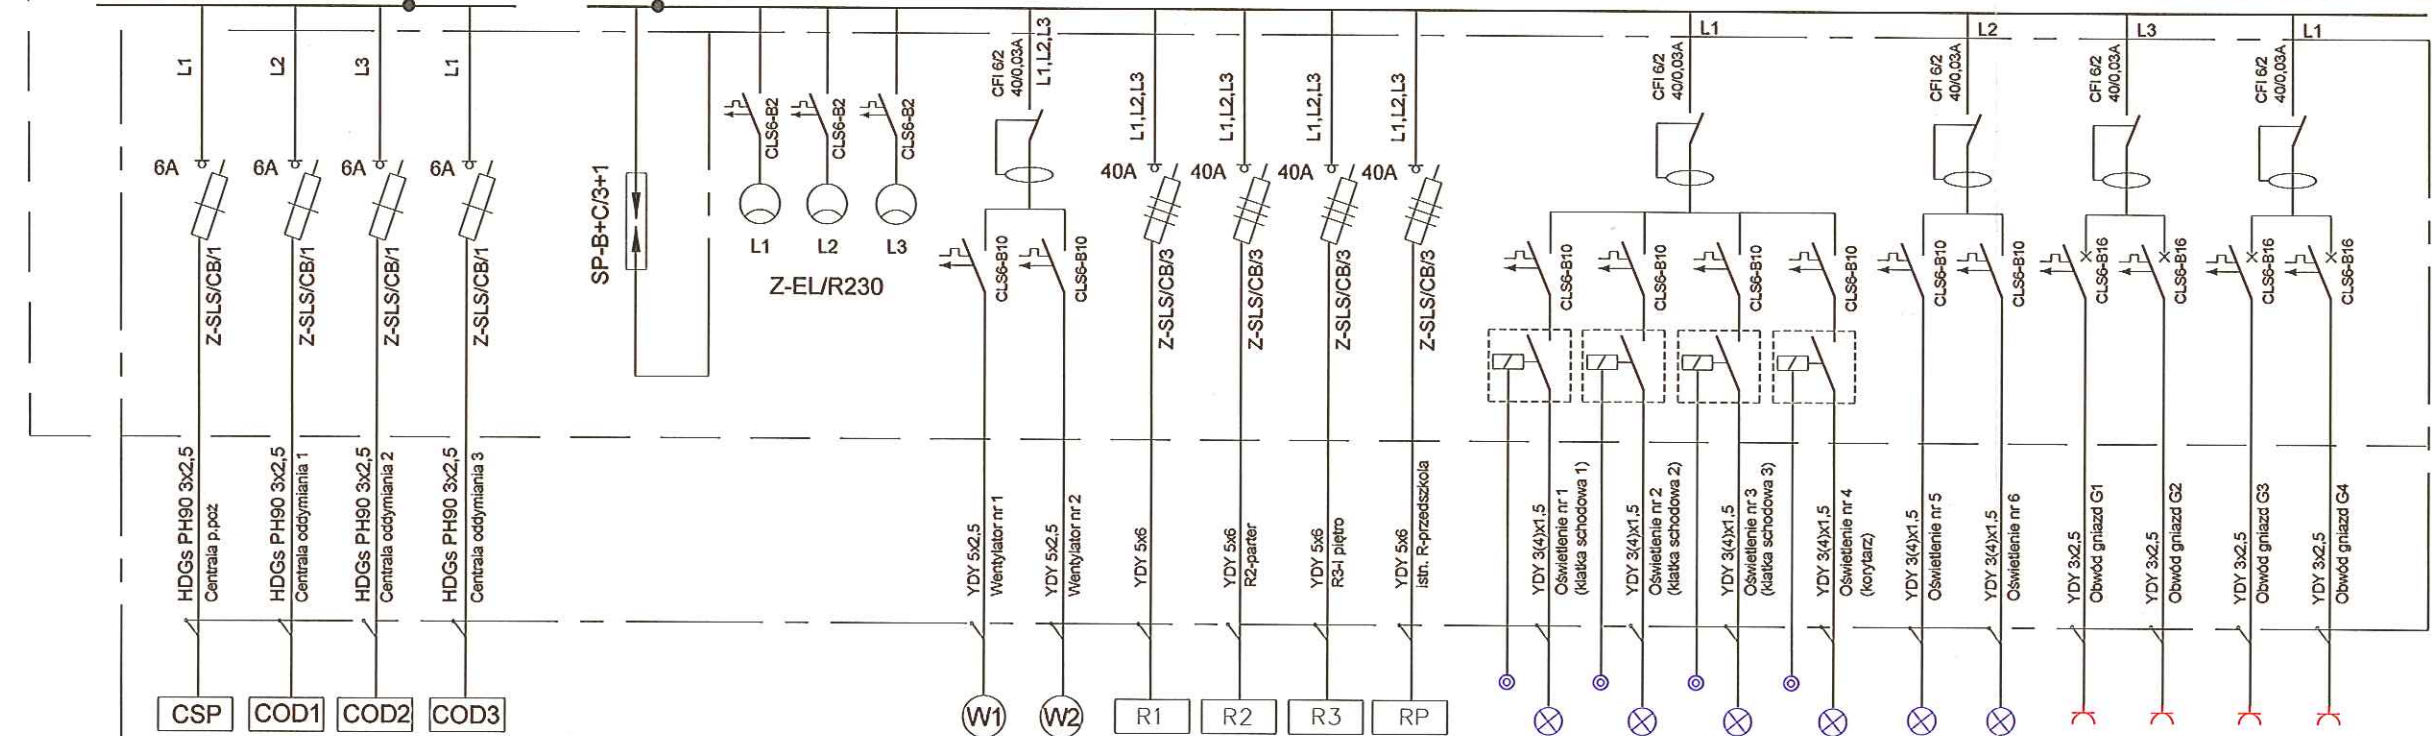 L1
L2
L3
L1
6A
6A
6A
6A
Z-SLS/CB/1
Z-SLS/CB/1
Z-SLS/CB/1
Z-SLS/CB/1
HDGs PH90 3x2,5
Centrala p.poż
HDGs PH90 3x2,5
Centrala oddymiania 1
HDGs PH90 3x2,5
Centrala oddymiania 2
HDGs PH90 3x2,5
Centrala oddymiania 3
CSP
COD1
COD2
COD3
SP-B+C/3+1
CLS6-B2
CLS6-B2
CLS6-B2
L1
L2
L3
Z-EL/R230
CFI 6/2
40/0,03A
L1,L2,L3
CLS6-B10
CLS6-B10
YDY 5x2,5
Wentylator nr 1
YDY 5x2,5
Wentylator nr 2
W1
W2
L1,L2,L3
L1,L2,L3
L1,L2,L3
L1,L2,L3
40A
40A
40A
40A
Z-SLS/CB/3
Z-SLS/CB/3
Z-SLS/CB/3
Z-SLS/CB/3
YDY 5x6
YDY 5x6
R2-parter
YDY 5x6
R3-I piętro
YDY 5x6
istn. R-przedszkola
R1
R2
R3
RP
L1
CFI 6/2
40/0,03A
CLS6-B10
CLS6-B10
CLS6-B10
CLS6-B10
YDY 3(4)x1,5
Oświetlenie nr 1
(klatka schodowa 1)
YDY 3(4)x1,5
Oświetlenie nr 2
(klatka schodowa 2)
YDY 3(4)x1,5
Oświetlenie nr 3
(klatka schodowa 3)
YDY 3(4)x1,5
Oświetlenie nr 4
(korytarz)
L2
CFI 6/2
40/0,03A
CLS6-B10
CLS6-B10
YDY 3(4)x1,5
Oświetlenie nr 5
YDY 3(4)x1,5
Oświetlenie nr 6
L3
CFI 6/2
40/0,03A
CLS6-B16
CLS6-B16
YDY 3x2,5
Obwód gniazd G1
YDY 3x2,5
Obwód gniazd G2
L1
CFI 6/2
40/0,03A
CLS6-B16
CLS6-B16
YDY 3x2,5
Obwód gniazd G3
YDY 3x2,5
Obwód gniazd G4